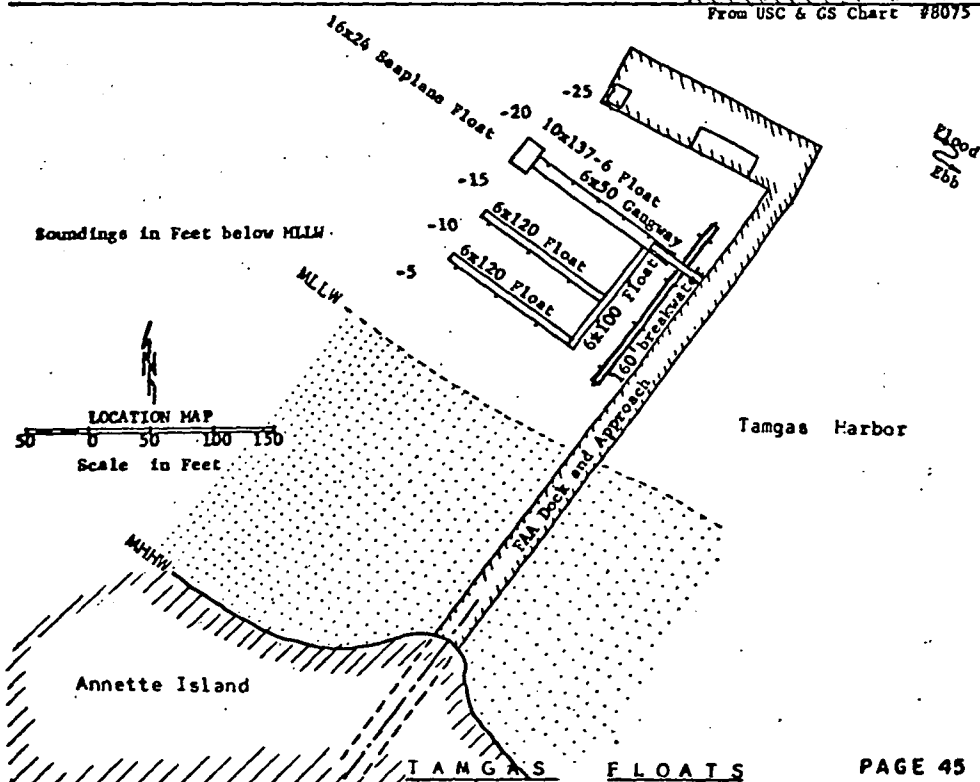 From USC & GS Chart #8075
16x24 Seaplane Float
-25
-20
10x137-6 Float
6x50 Gangway
Flood
Ebb
-15
6x120 Float
-10
6x120 Float
-5
6x100 Float
160' breakwater
Soundings in Feet below MLLW
MLLW
LOCATION MAP
50 0 50 100 150
Scale in Feet
Tamgas Harbor
FAA Dock and Approach
MHHW
Annette Island
TAMGAS FLOATS
PAGE 45